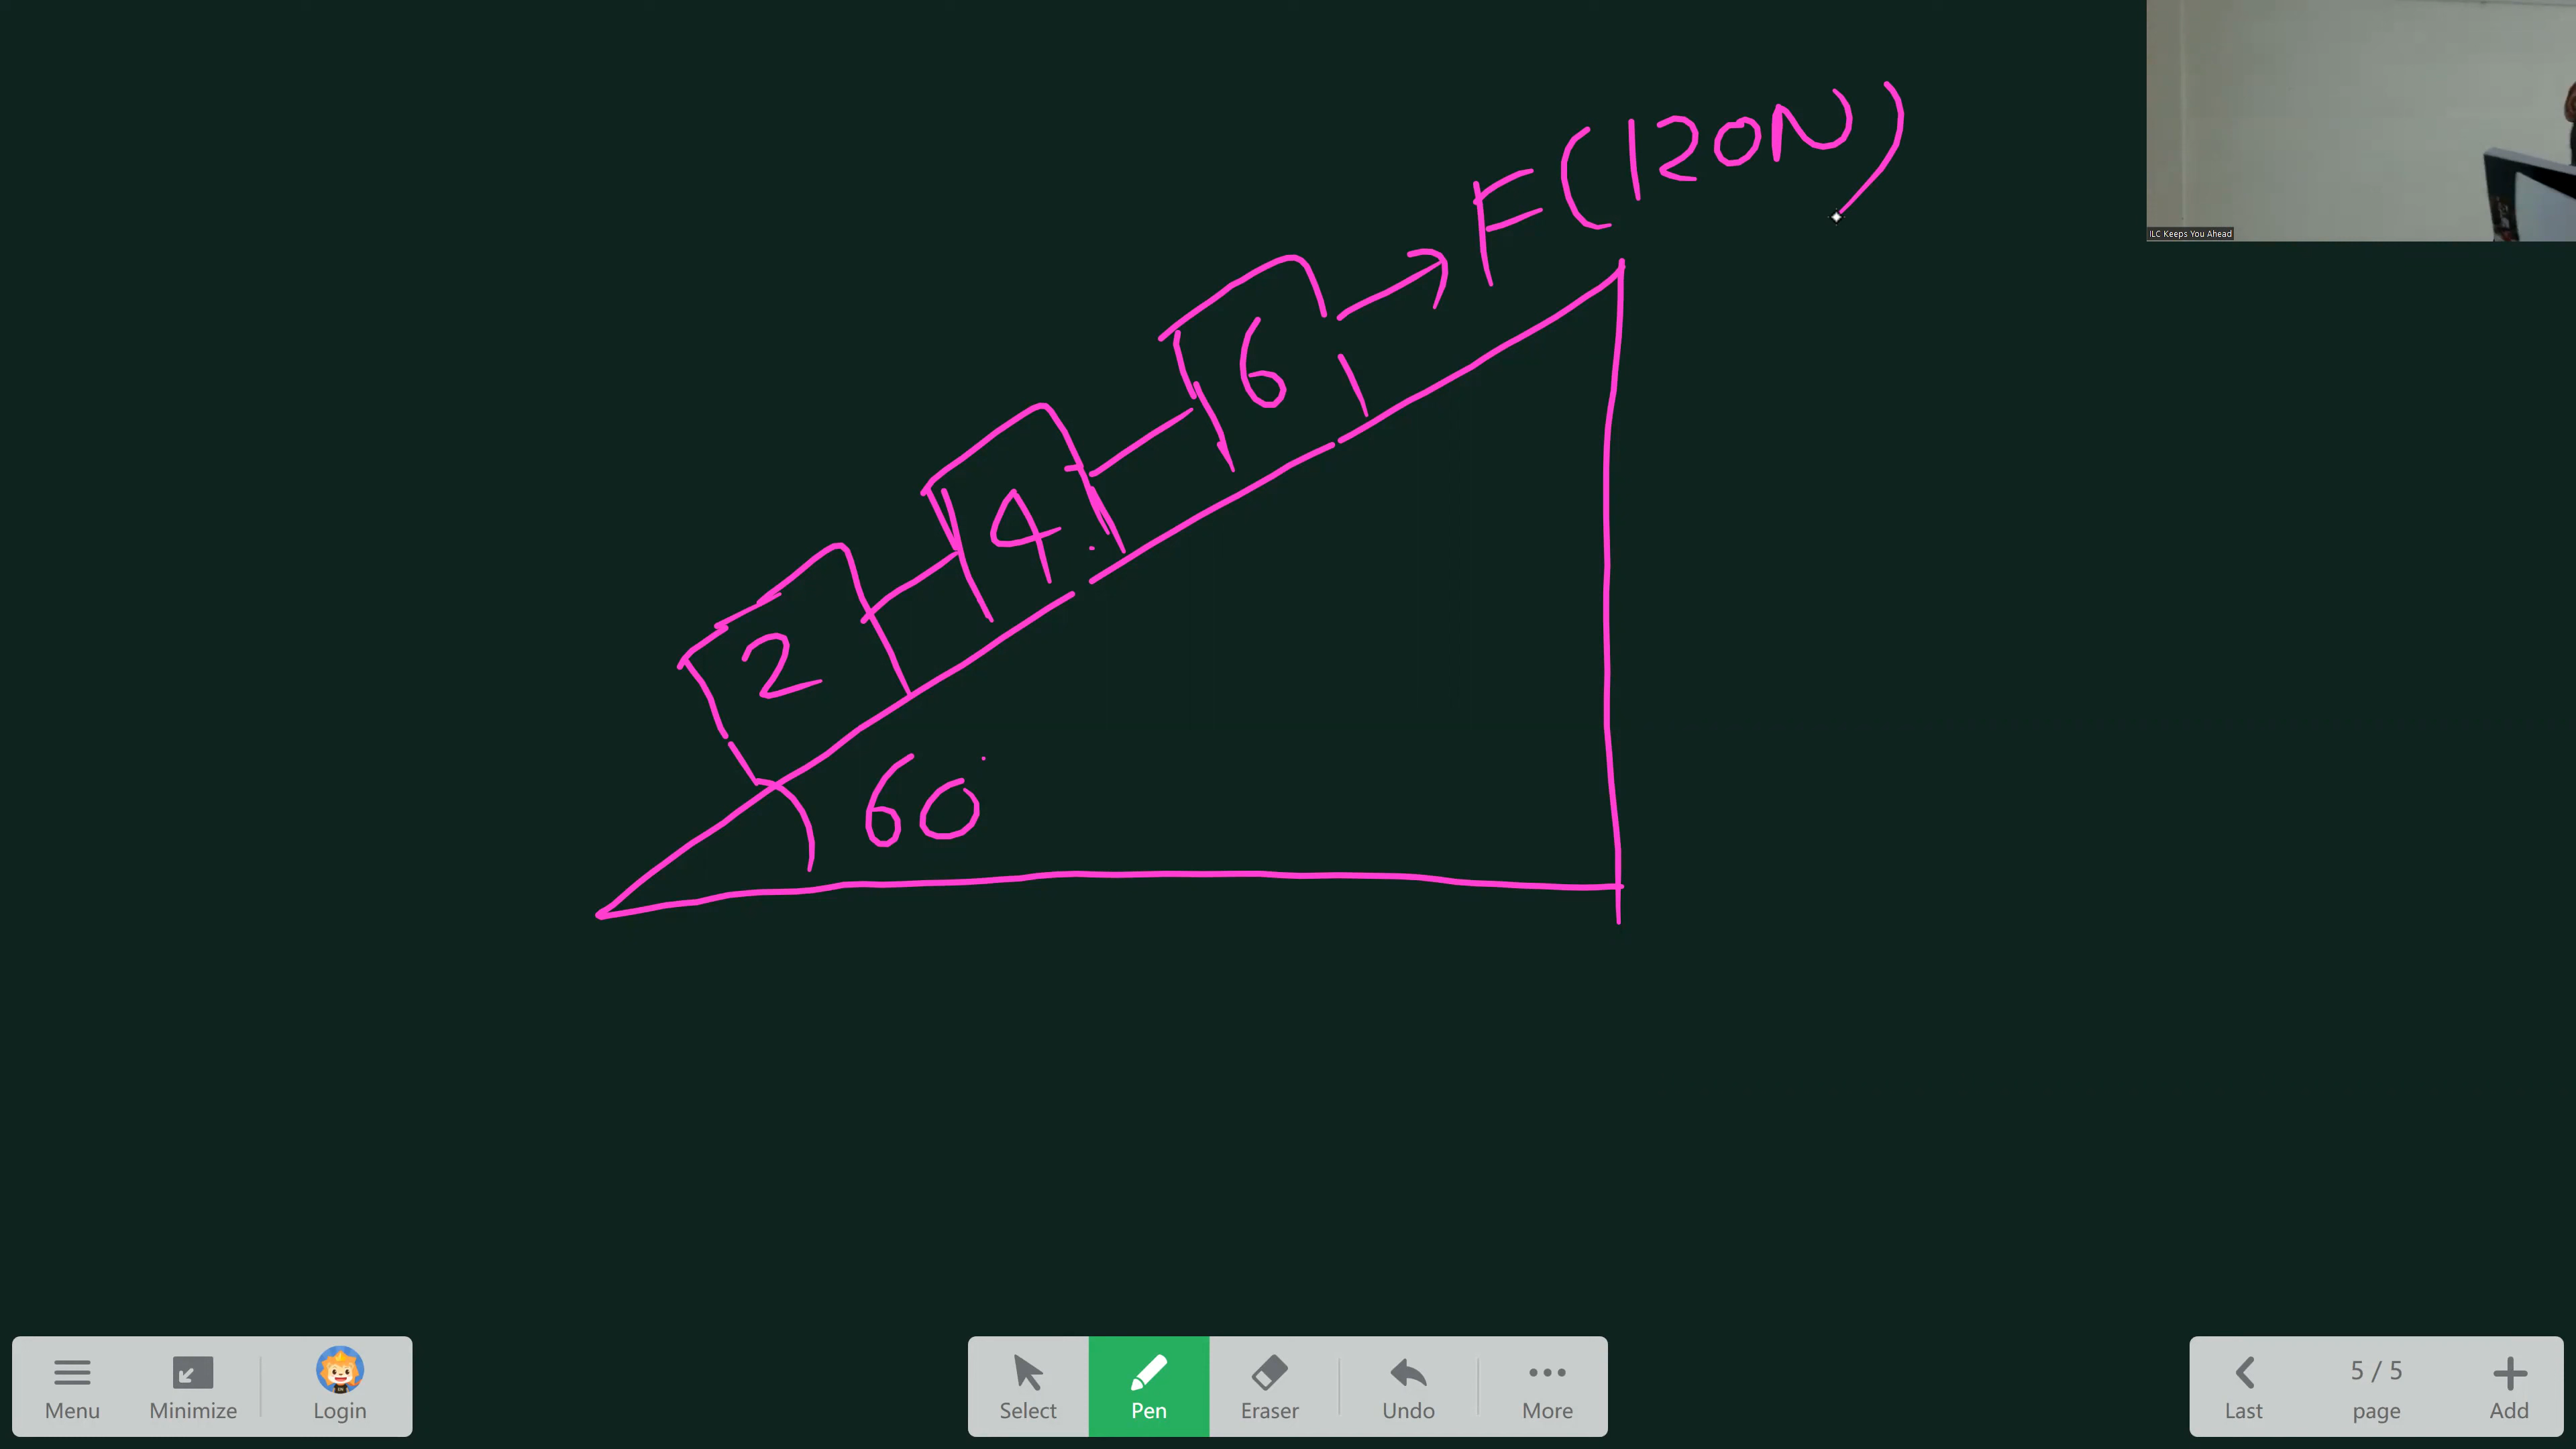 F(120N)
6
4
2
60°
ILC Keeps You Ahead
Menu
Minimize
Login
Select
Pen
Eraser
Undo
More
Last
5 / 5
page
Add